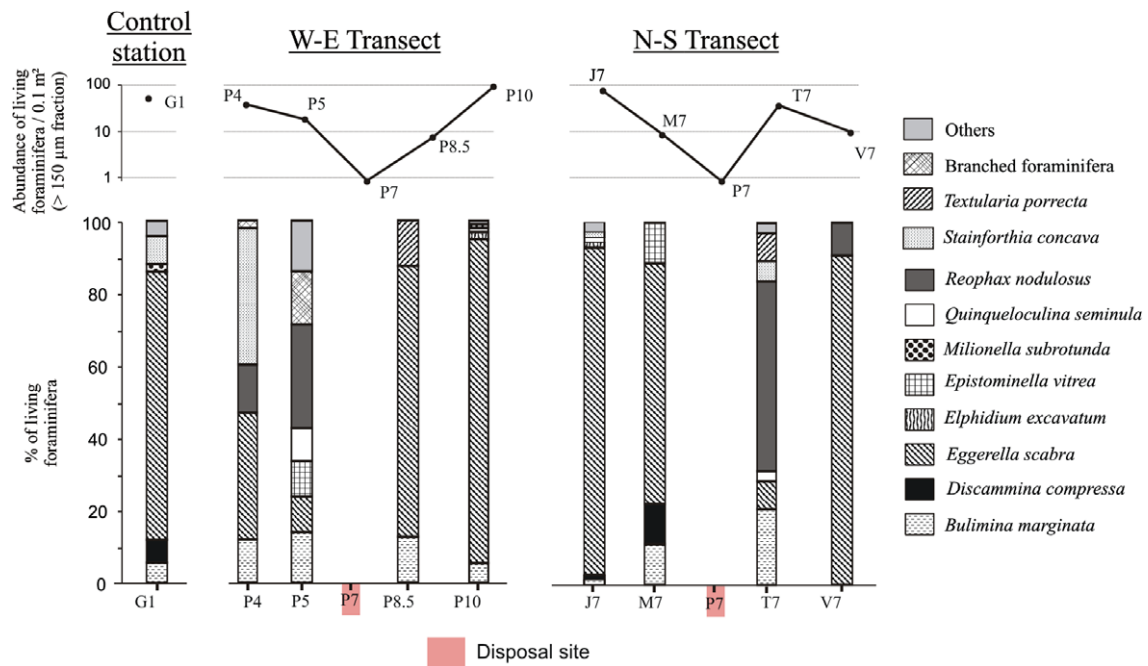 Control
station
W-E Transect
N-S Transect
Abundance of living
foraminifera / 0.1 m²
(> 150 µm fraction)
100
10
1
G1
P4
P5
P7
P8.5
P10
J7
M7
P7
T7
V7
% of living
foraminifera
100
80
60
40
20
0
G1
P4
P5
P7
P8.5
P10
J7
M7
P7
T7
V7
Others
Branched foraminifera
Textularia porrecta
Stainforthia concava
Reophax nodulosus
Quinqueloculina seminula
Milionella subrotunda
Epistominella vitrea
Elphidium excavatum
Eggerella scabra
Discammina compressa
Bulimina marginata
Disposal site